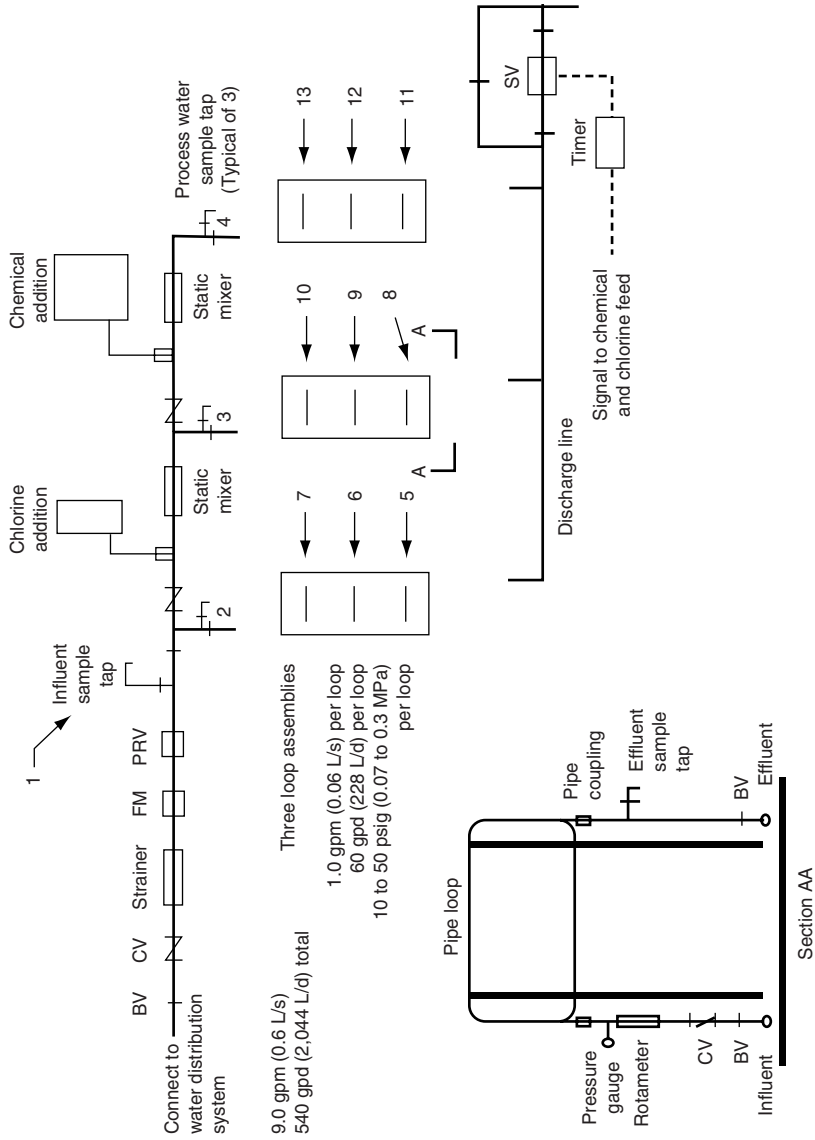 1
Influent
sample
tap
Connect to
water distribution
system
BV
CV
Strainer
FM
PRV
Chlorine
addition
Static
mixer
Chemical
addition
Static
mixer
2
3
4
Process water
sample tap
(Typical of 3)
9.0 gpm (0.6 L/s)
540 gpd (2,044 L/d) total
Three loop assemblies
1.0 gpm (0.06 L/s) per loop
60 gpd (228 L/d) per loop
10 to 50 psig (0.07 to 0.3 MPa)
per loop
7
6
5
10
9
8
13
12
11
A
A
Discharge line
SV
Timer
Signal to chemical
and chlorine feed
Pipe loop
Pressure
gauge
Rotameter
CV
BV
Influent
Pipe
coupling
Effluent
sample
tap
BV
Effluent
Section AA